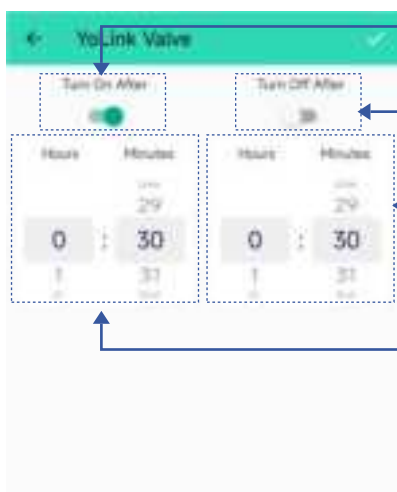 YoLink Valve
Turn On After Turn Off After
Hours Minutes Hours Minutes
29 29
0 : 30 0 : 30
1 31 1 31